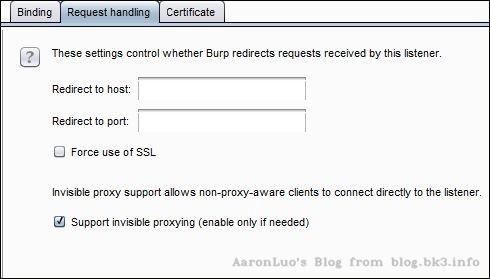 Binding Request handling Certificate
These settings control whether Burp redirects requests received by this listener.
?
Redirect to host:
Redirect to port:
Force use of SSL
Invisible proxy support allows non-proxy-aware clients to connect directly to the listener.
Support invisible proxying (enable only if needed)
AaronLuo's Blog from blog.bk3.info